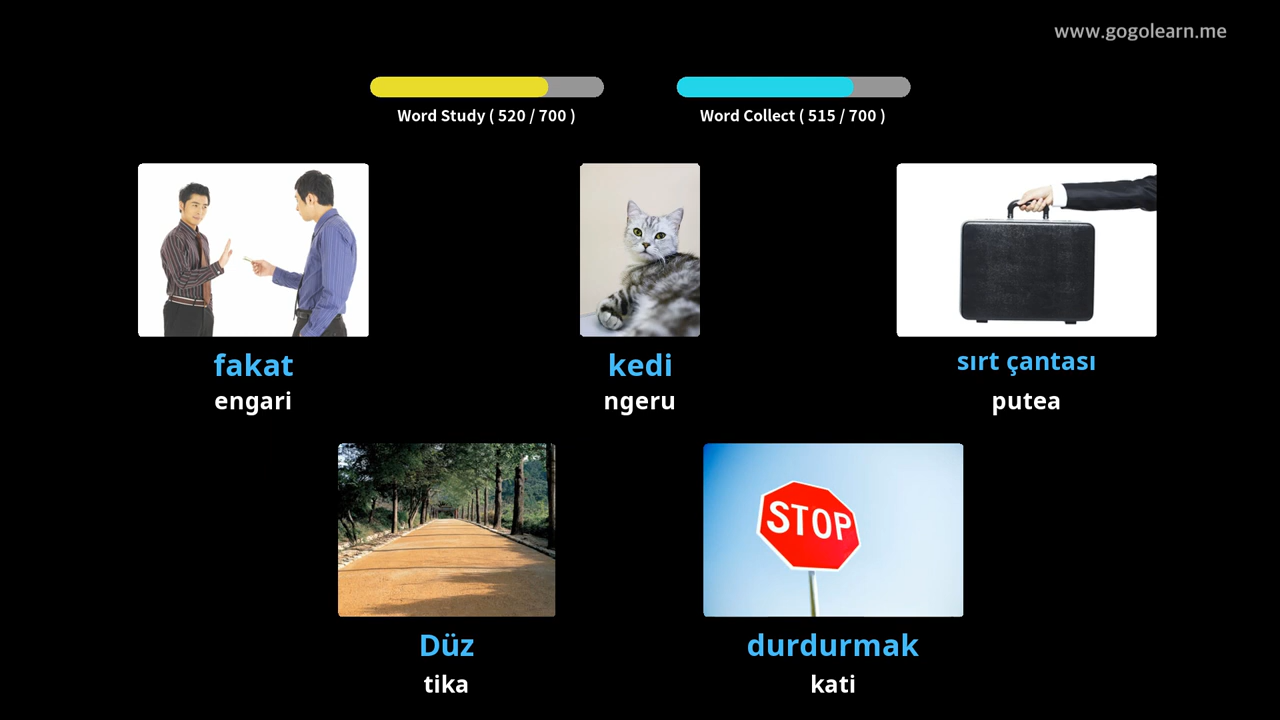 www.gogolearn.me
Word Study ( 520 / 700 )
Word Collect ( 515 / 700 )
fakat
engari
kedi
ngeru
sırt çantası
putea
STOP
Düz
tika
durdurmak
kati